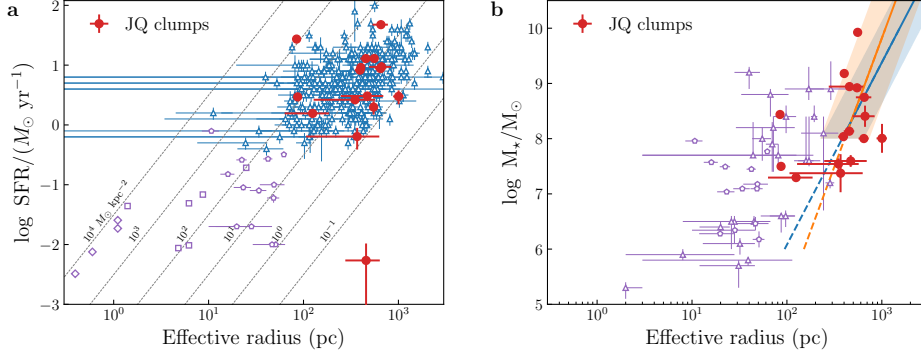 a
JQ clumps
2
1
0
−1
−2
−3
log SFR/(M⊙ yr⁻¹)
10⁴ M⊙ kpc⁻²
10³
10²
10¹
10⁰
10⁻¹
10⁰
10¹
10²
10³
Effective radius (pc)
b
JQ clumps
10
9
8
7
6
5
log M⋆/M⊙
10⁰
10¹
10²
10³
Effective radius (pc)